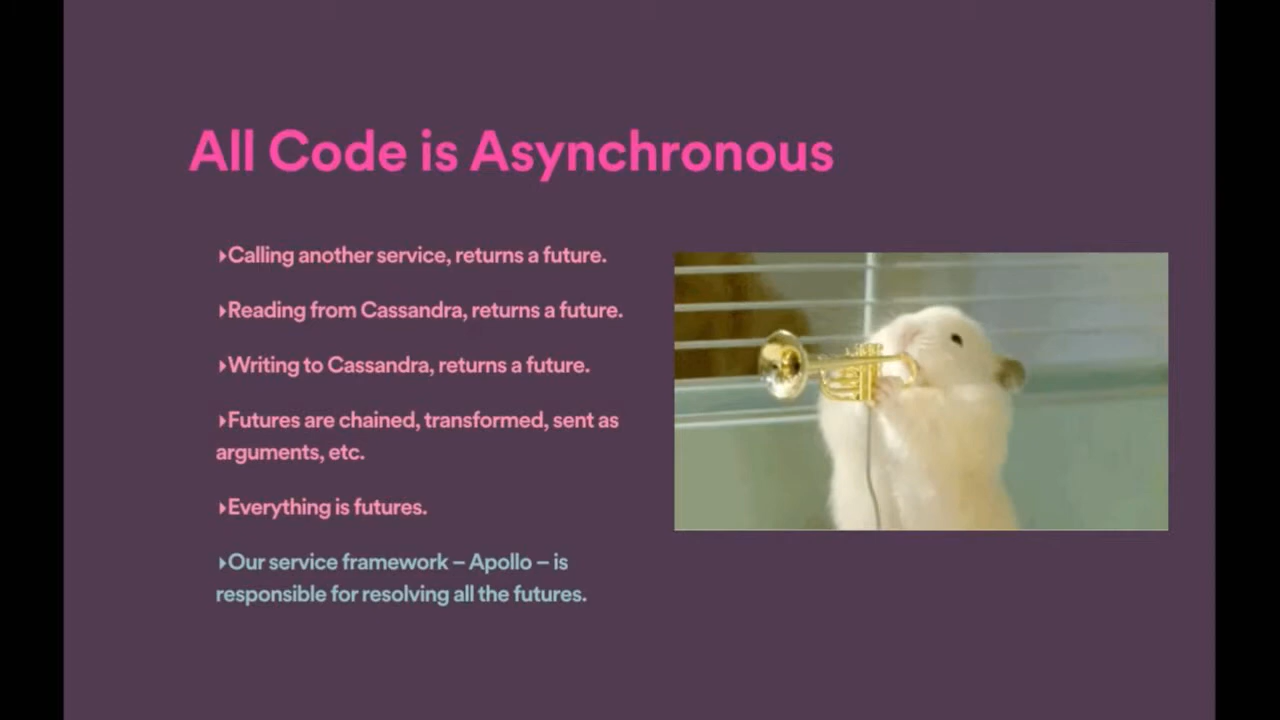 All Code is Asynchronous
‣Calling another service, returns a future.
‣Reading from Cassandra, returns a future.
‣Writing to Cassandra, returns a future.
‣Futures are chained, transformed, sent as
arguments, etc.
‣Everything is futures.
‣Our service framework – Apollo – is
responsible for resolving all the futures.